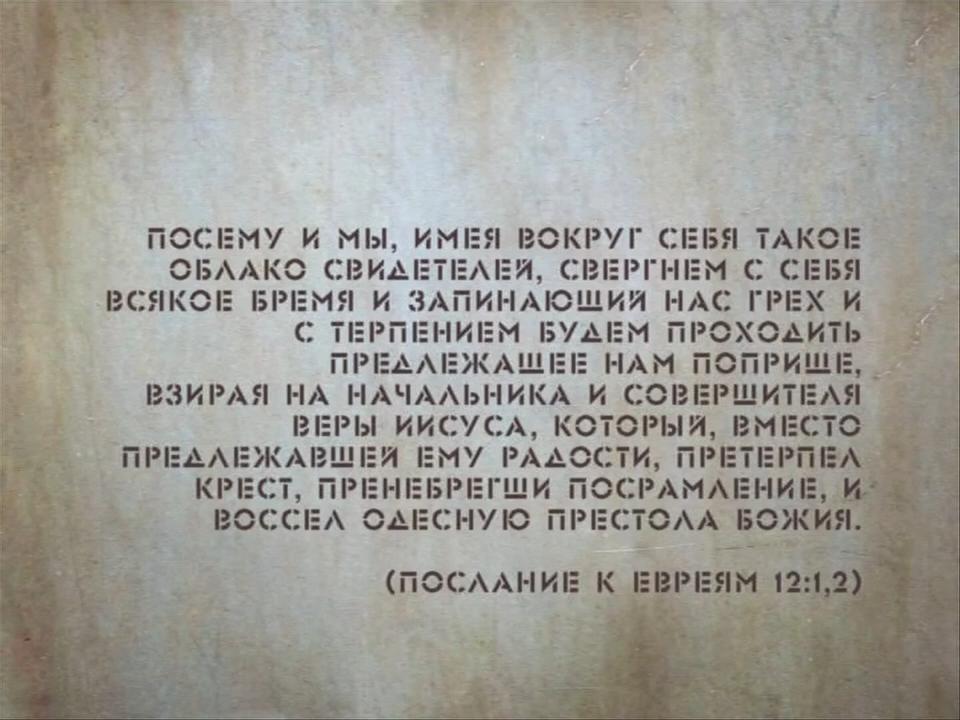 ПОСЕМУ И МЫ, ИМЕЯ ВОКРУГ СЕБЯ ТАКОЕ
ОБЛАКО СВИДЕТЕЛЕЙ, СВЕРГНЕМ С СЕБЯ
ВСЯКОЕ БРЕМЯ И ЗАПИНАЮЩИЙ НАС ГРЕХ И
С ТЕРПЕНИЕМ БУДЕМ ПРОХОДИТЬ
ПРЕДЛЕЖАЩЕЕ НАМ ПОПРИЩЕ,
ВЗИРАЯ НА НАЧАЛЬНИКА И СОВЕРШИТЕЛЯ
ВЕРЫ ИИСУСА, КОТОРЫЙ, ВМЕСТО
ПРЕДЛЕЖАВШЕЙ ЕМУ РАДОСТИ, ПРЕТЕРПЕЛ
КРЕСТ, ПРЕНЕБРЕГШИ ПОСРАМЛЕНИЕ, И
ВОССЕЛ ОДЕСНУЮ ПРЕСТОЛА БОЖИЯ.
(ПОСЛАНИЕ К ЕВРЕЯМ 12:1,2)